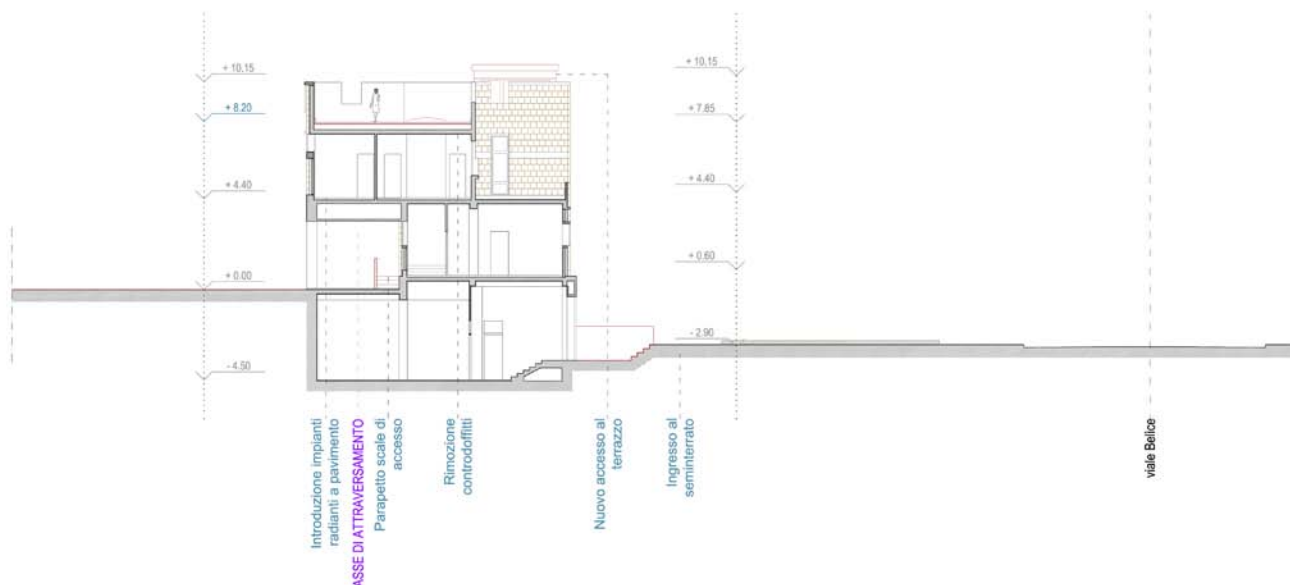 + 10.15
+ 8.20
+ 4.40
+ 0.00
- 4.50
+ 10.15
+ 7.85
+ 4.40
+ 0.60
- 2.90
Introduzione impianti
radianti a pavimento
ASSE DI ATTRAVERSAMENTO
Parapetto scale di
accesso
Rimozione
controdoffitti
Nuovo accesso al
terrazzo
Ingresso al
seminterrato
viale Belice